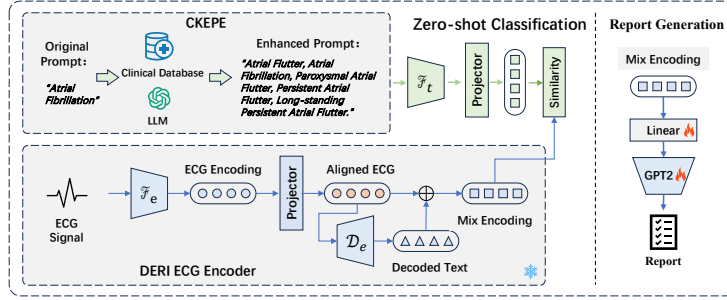 CKEPE
Original
Prompt:
"Atrial
Fibrillation"
Clinical Database
LLM
Enhanced Prompt:
"Atrial Flutter, Atrial
Fibrillation, Paroxysmal Atrial
Flutter, Persistent Atrial
Flutter, Long-standing
Persistent Atrial Flutter."
Zero-shot Classification
ℱt
Projector
Similarity
ECG
Signal
ℱe
ECG Encoding
Projector
Aligned ECG
𝒟e
Decoded Text
Mix Encoding
DERI ECG Encoder
Report Generation
Mix Encoding
Linear
GPT2
Report